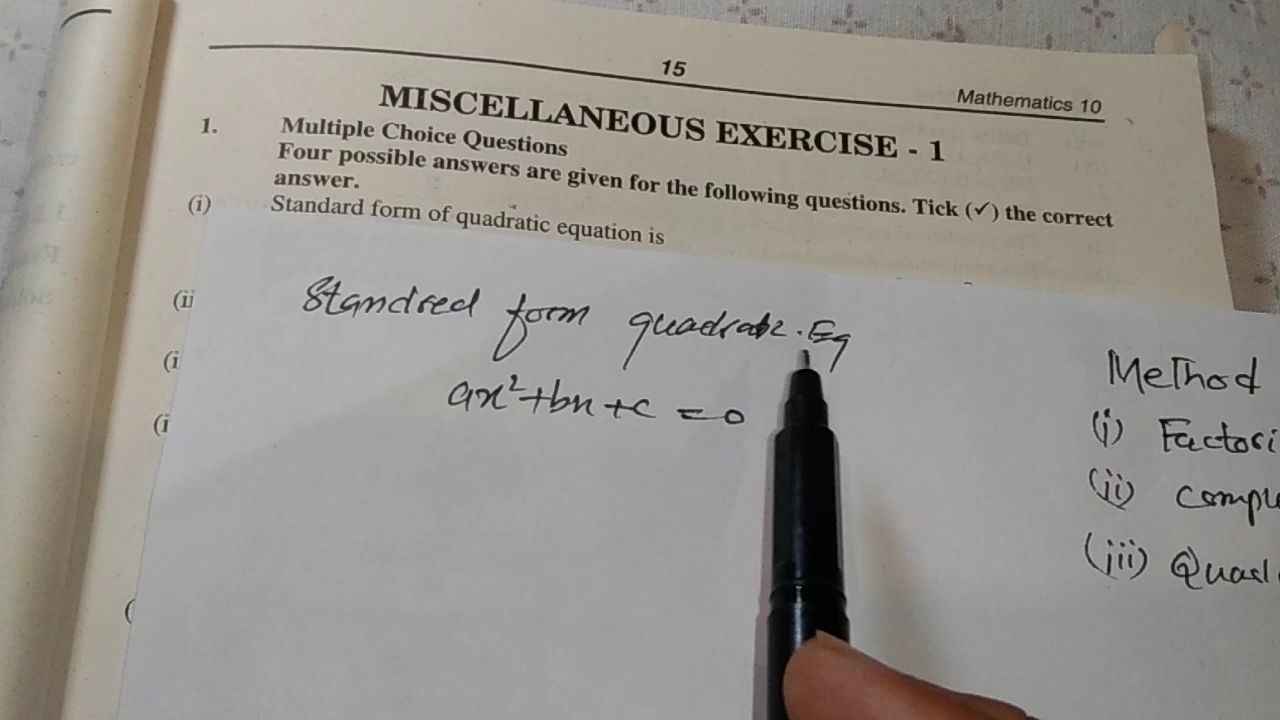 15
Mathematics 10
MISCELLANEOUS EXERCISE - 1
1. Multiple Choice Questions
Four possible answers are given for the following questions. Tick (✓) the correct
answer.
(i) Standard form of quadratic equation is
(ii
(i
(i
(
Standred form quadratic. Eq
ax²+bx+c =0
Method
(i) Factori
(ii) Comple
(iii) Quad